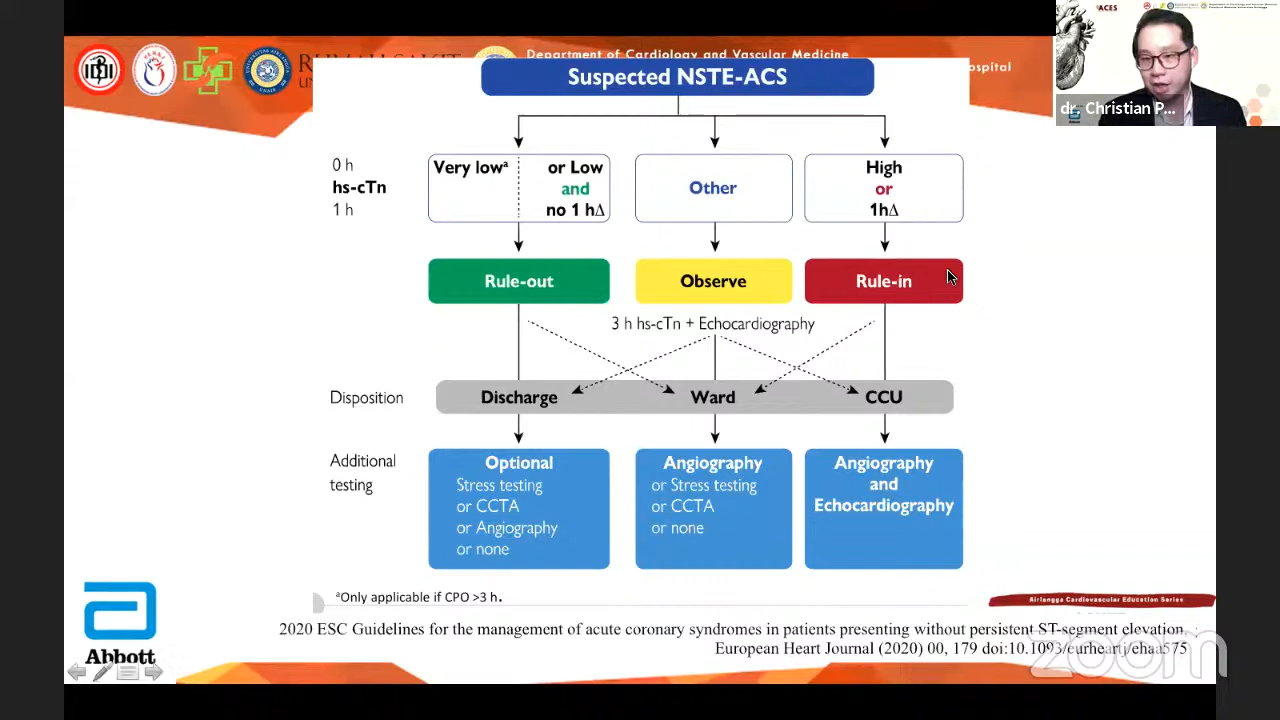 ACES
dr. Christian P...
Department of Cardiology and Vascular Medicine
Suspected NSTE-ACS
0 h
hs-cTn
1 h
Very lowᵃ
or Low
and
no 1 h∆
Other
High
or
1h∆
Rule-out
Observe
Rule-in
3 h hs-cTn + Echocardiography
Disposition
Discharge
Ward
CCU
Additional
testing
Optional
Stress testing
or CCTA
or Angiography
or none
Angiography
or Stress testing
or CCTA
or none
Angiography
and
Echocardiography
ᵃOnly applicable if CPO >3 h.
Airlangga Cardiovascular Education Series
2020 ESC Guidelines for the management of acute coronary syndromes in patients presenting without persistent ST-segment elevation.
European Heart Journal (2020) 00, 179 doi:10.1093/eurheartj/ehaa575
Abbott
zoom